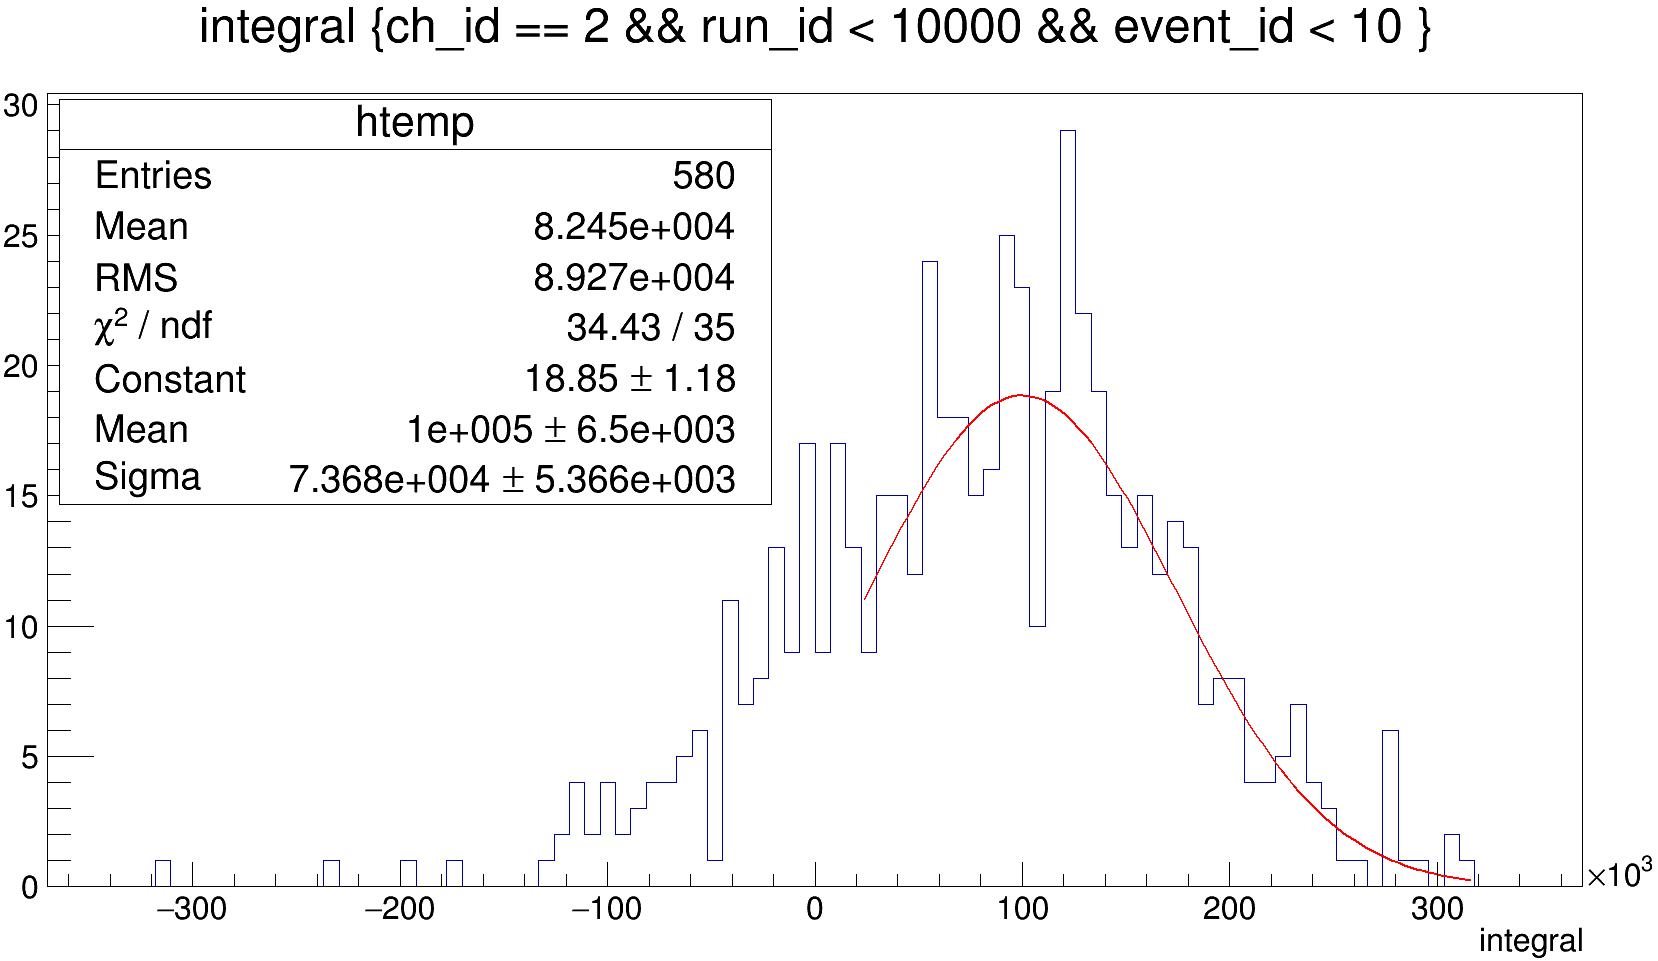 integral {ch_id == 2 && run_id < 10000 && event_id < 10 }
htemp
Entries 580
Mean 8.245e+004
RMS 8.927e+004
χ² / ndf 34.43 / 35
Constant 18.85 ± 1.18
Mean 1e+005 ± 6.5e+003
Sigma 7.368e+004 ± 5.366e+003
30
25
20
15
10
5
0
−300 −200 −100 0 100 200 300 ×10³
integral